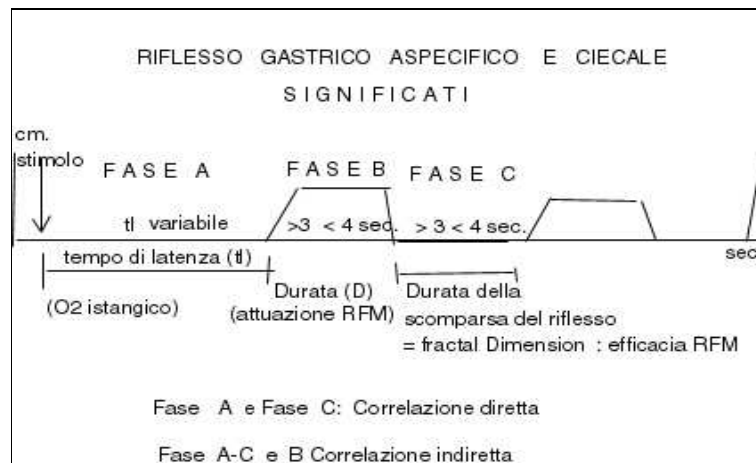 RIFLESSO GASTRICO ASPECIFICO E CIECALE
SIGNIFICATI
cm.
stimolo
FASE A
FASE B
FASE C
tl variabile
>3 < 4 sec.
> 3 < 4 sec.
sec
tempo di latenza (tl)
(O2 istangico)
Durata (D)
(attuazione RFM)
Durata della
scomparsa del riflesso
= fractal Dimension : efficacia RFM
Fase A e Fase C: Correlazione diretta
Fase A-C e B Correlazione indiretta